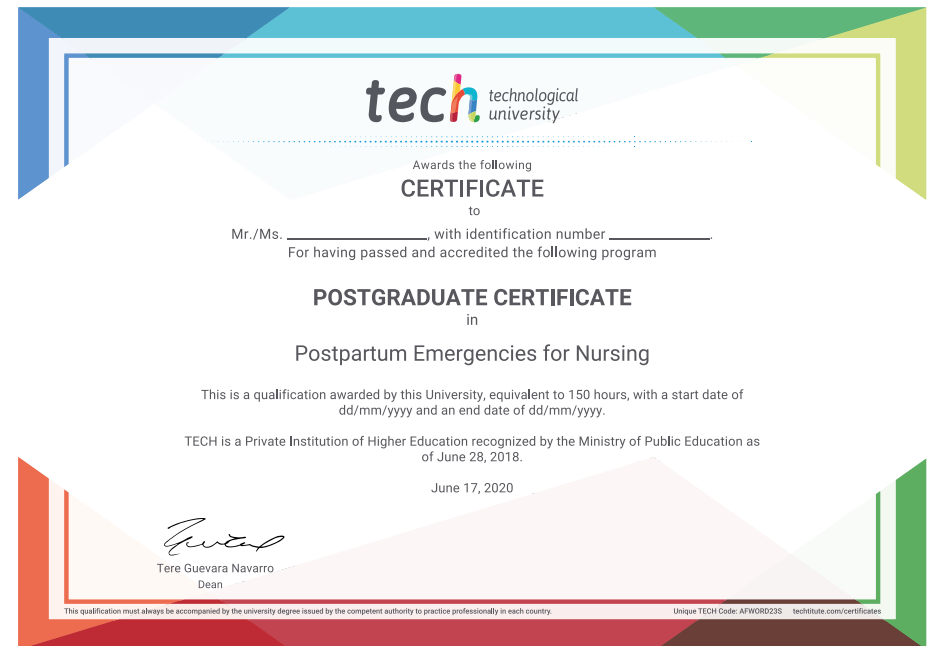 tech technological
university
Awards the following
CERTIFICATE
to
Mr./Ms. ____________________, with identification number ______________.
For having passed and accredited the following program
POSTGRADUATE CERTIFICATE
in
Postpartum Emergencies for Nursing
This is a qualification awarded by this University, equivalent to 150 hours, with a start date of
dd/mm/yyyy and an end date of dd/mm/yyyy.
TECH is a Private Institution of Higher Education recognized by the Ministry of Public Education as
of June 28, 2018.
June 17, 2020
Tere Guevara Navarro
Dean
This qualification must always be accompanied by the university degree issued by the competent authority to practice professionally in each country.
Unique TECH Code: AFWORD23S techtitute.com/certificates